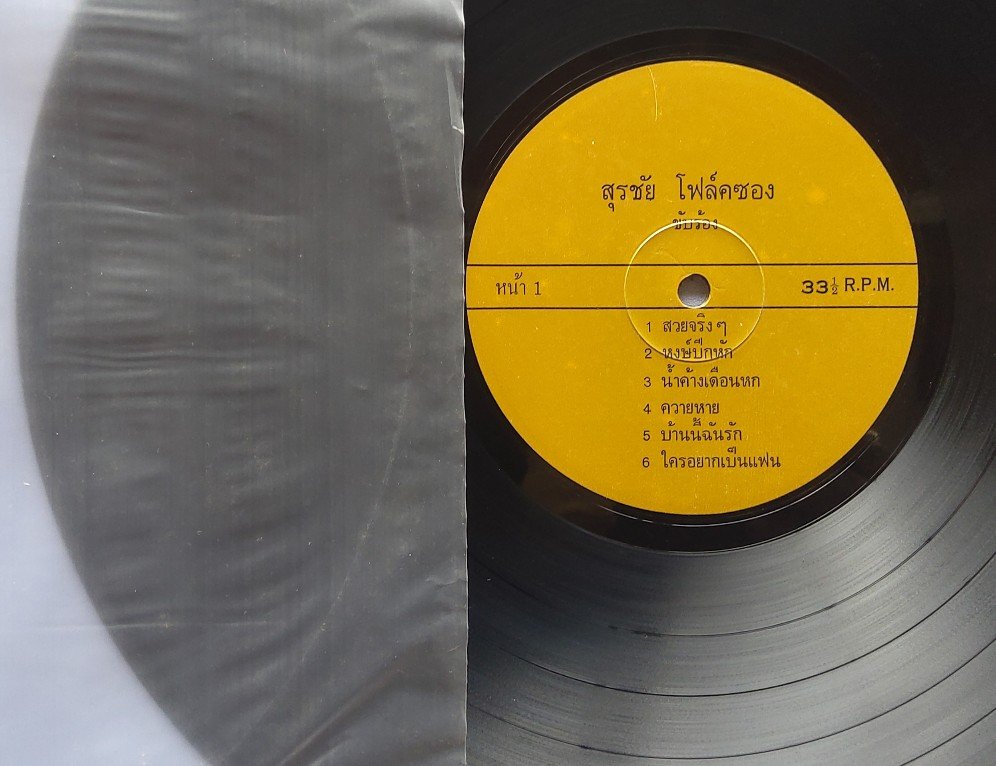 สุรชัย โฟล์คซอง
ขับร้อง
หน้า 1
33 1/2 R.P.M.
1 สวยจริงๆ
2 หงษ์ปีกหัก
3 น้ำค้างเดือนหก
4 ควายหาย
5 บ้านนี้ฉันรัก
6 ใครอยากเป็นแฟน